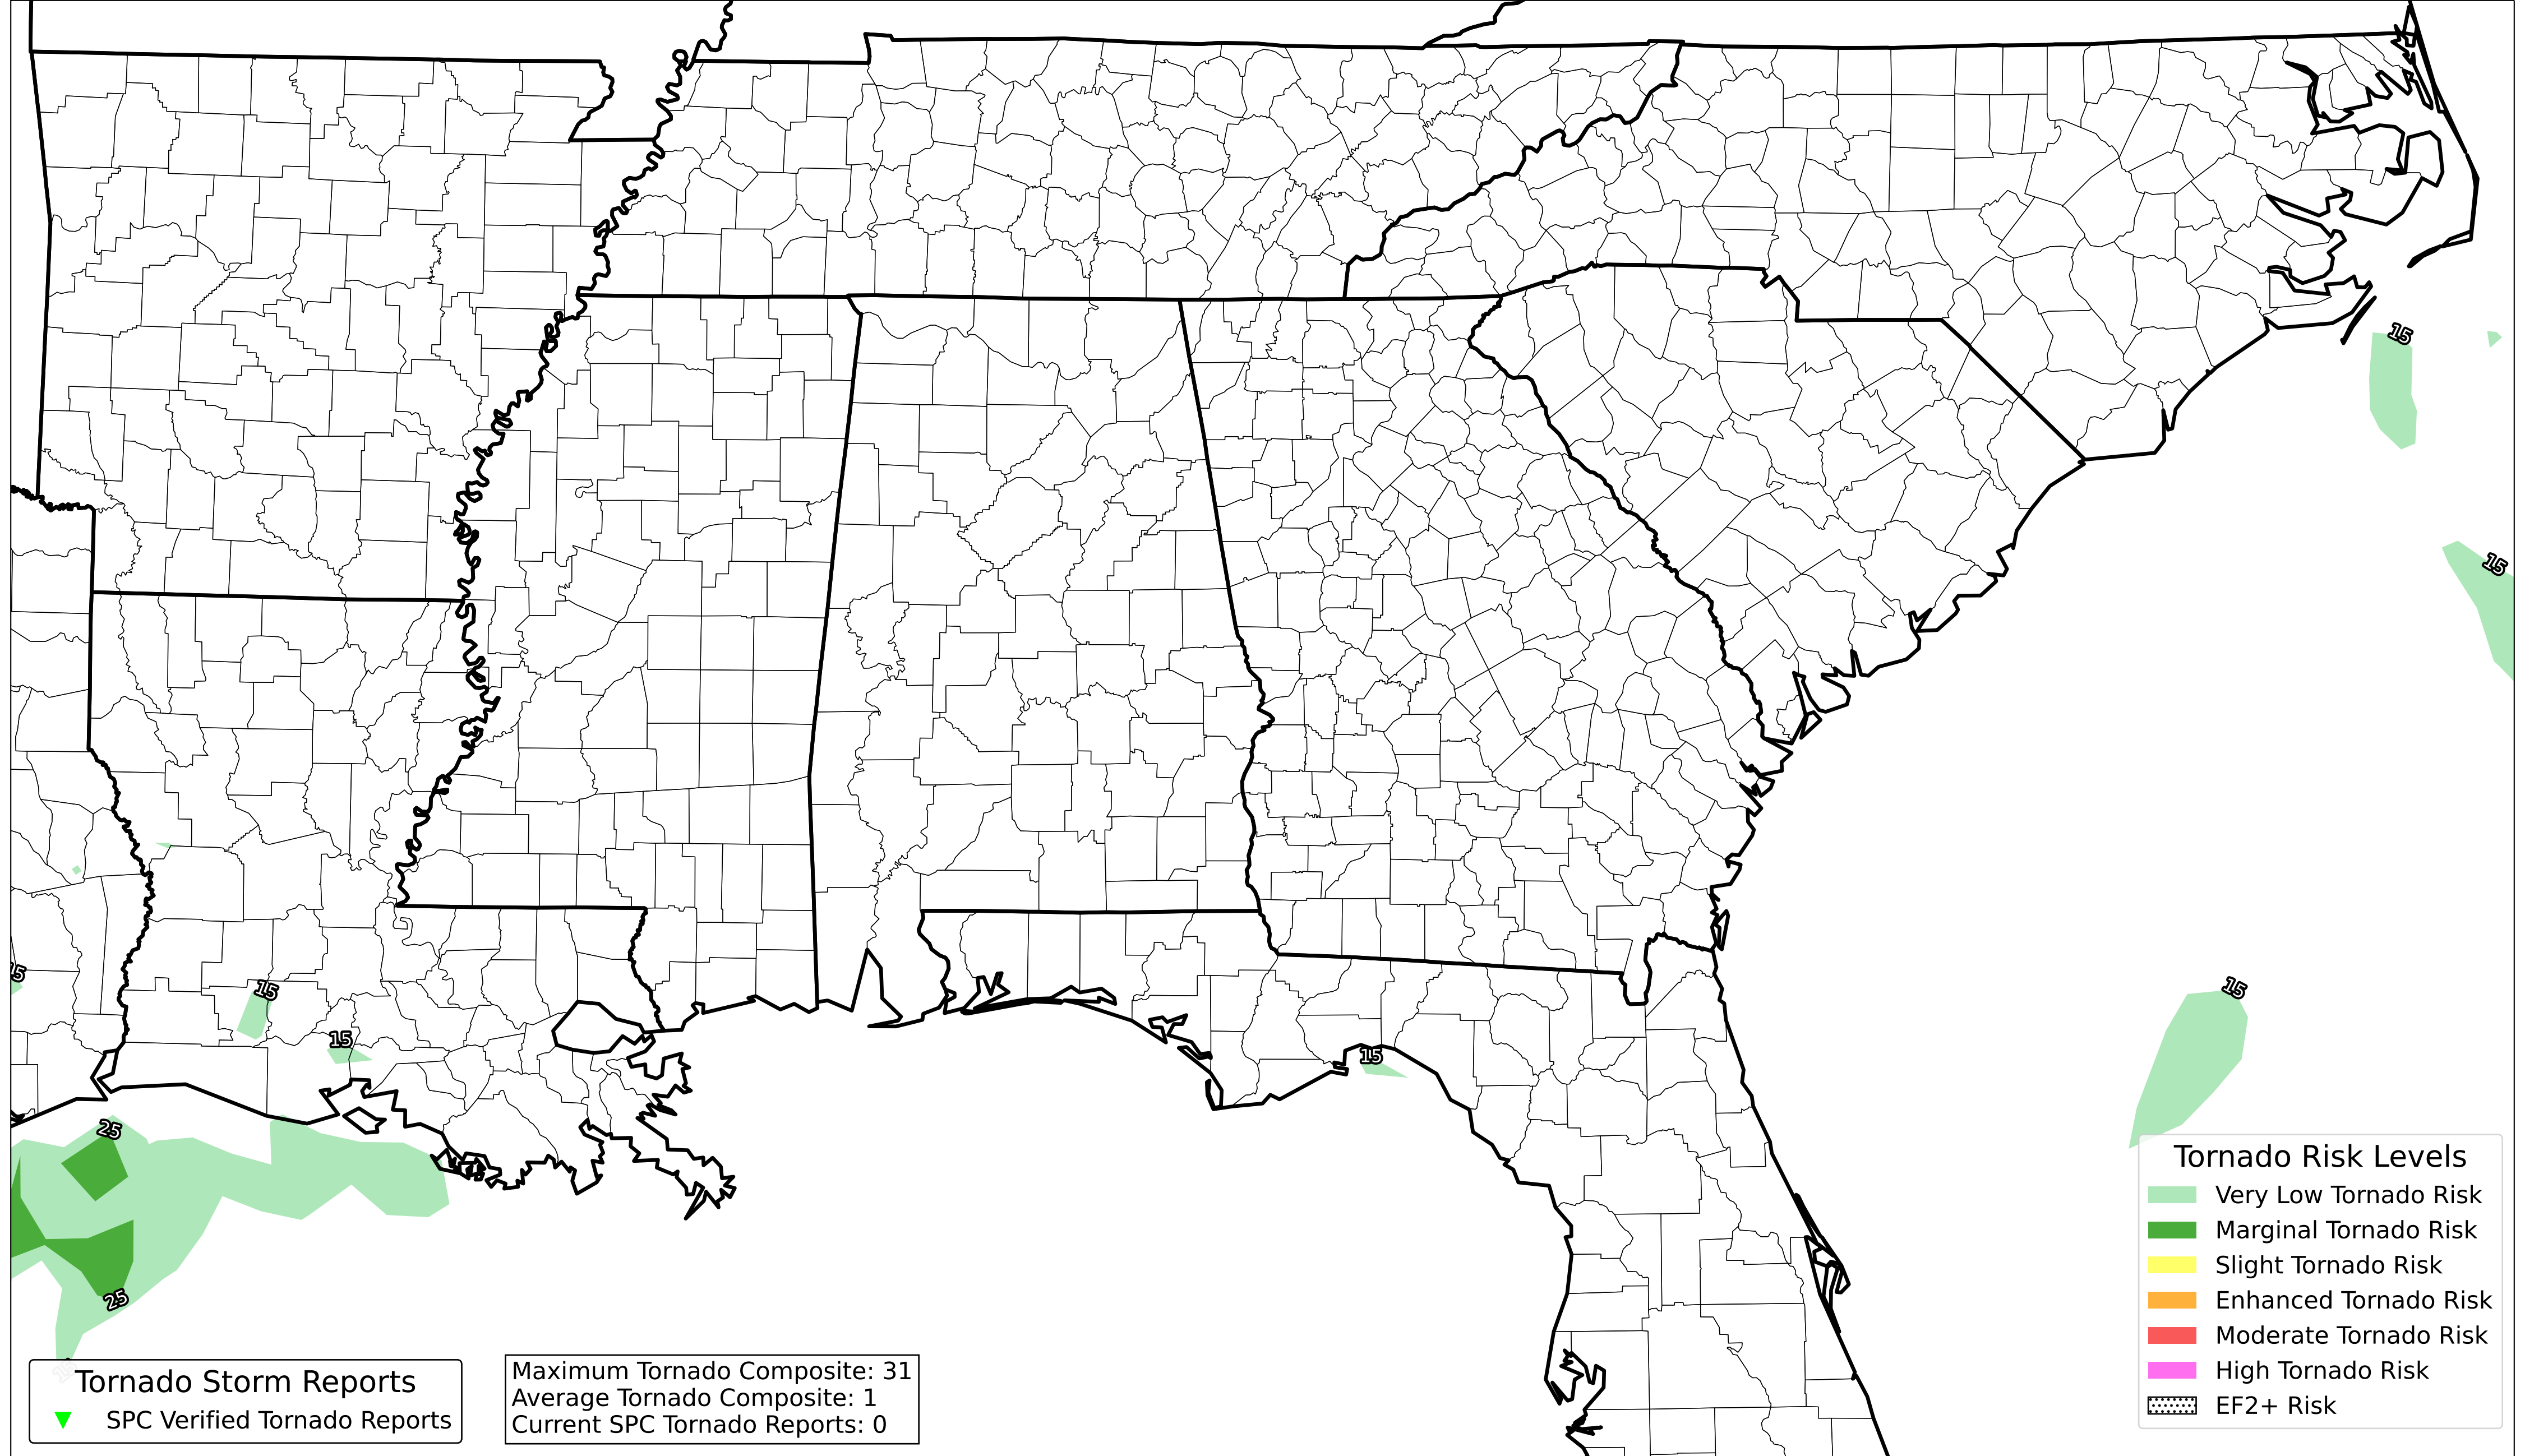 15
15
15
15
15
15
15
25
25
Tornado Storm Reports
SPC Verified Tornado Reports
Maximum Tornado Composite: 31
Average Tornado Composite: 1
Current SPC Tornado Reports: 0
Tornado Risk Levels
Very Low Tornado Risk
Marginal Tornado Risk
Slight Tornado Risk
Enhanced Tornado Risk
Moderate Tornado Risk
High Tornado Risk
EF2+ Risk